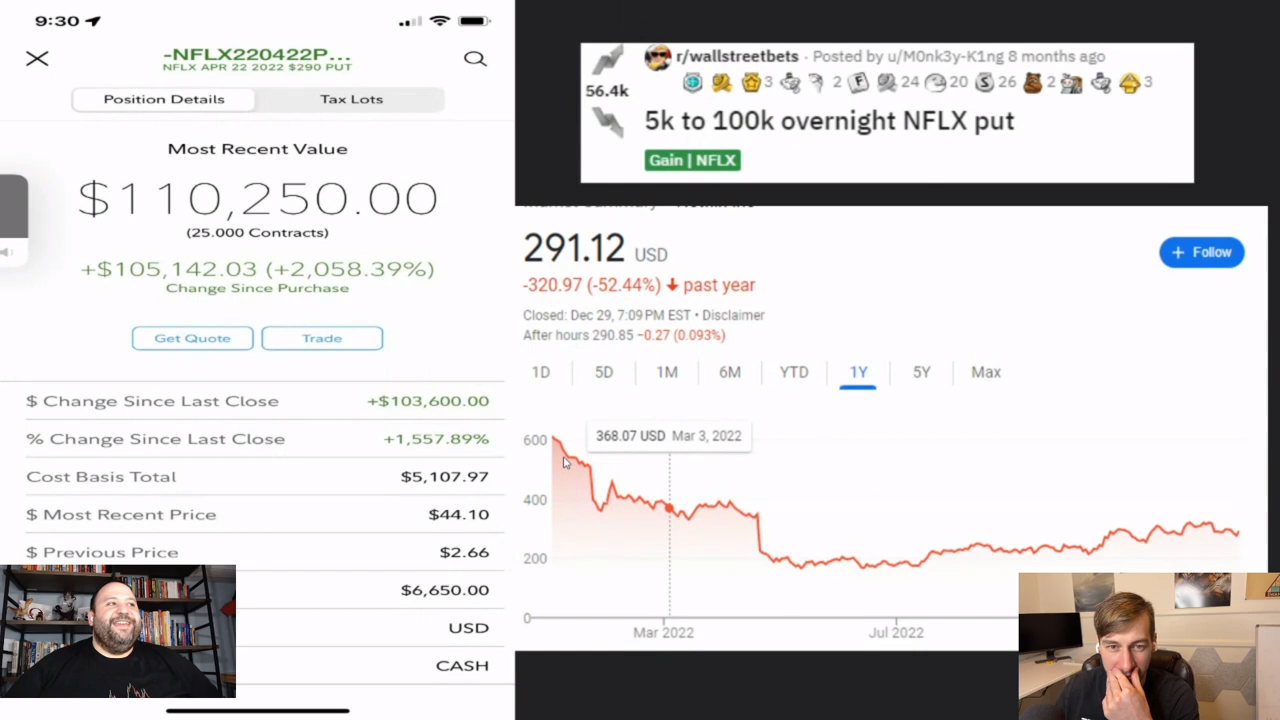 9:30
-NFLX220422P...
NFLX APR 22 2022 $290 PUT
Position Details
Tax Lots
Most Recent Value
$110,250.00
(25.000 Contracts)
+$105,142.03 (+2,058.39%)
Change Since Purchase
Get Quote
Trade
$ Change Since Last Close +$103,600.00
% Change Since Last Close +1,557.89%
Cost Basis Total $5,107.97
$ Most Recent Price $44.10
$ Previous Price $2.66
$6,650.00
USD
CASH
r/wallstreetbets · Posted by u/M0nk3y-K1ng 8 months ago
3 2 F 24 20 S 26 2 3
56.4k
5k to 100k overnight NFLX put
Gain | NFLX
291.12 USD
+ Follow
-320.97 (-52.44%) past year
Closed: Dec 29, 7:09 PM EST • Disclaimer
After hours 290.85 −0.27 (0.093%)
1D 5D 1M 6M YTD 1Y 5Y Max
368.07 USD Mar 3, 2022
600
400
200
0
Mar 2022 Jul 2022